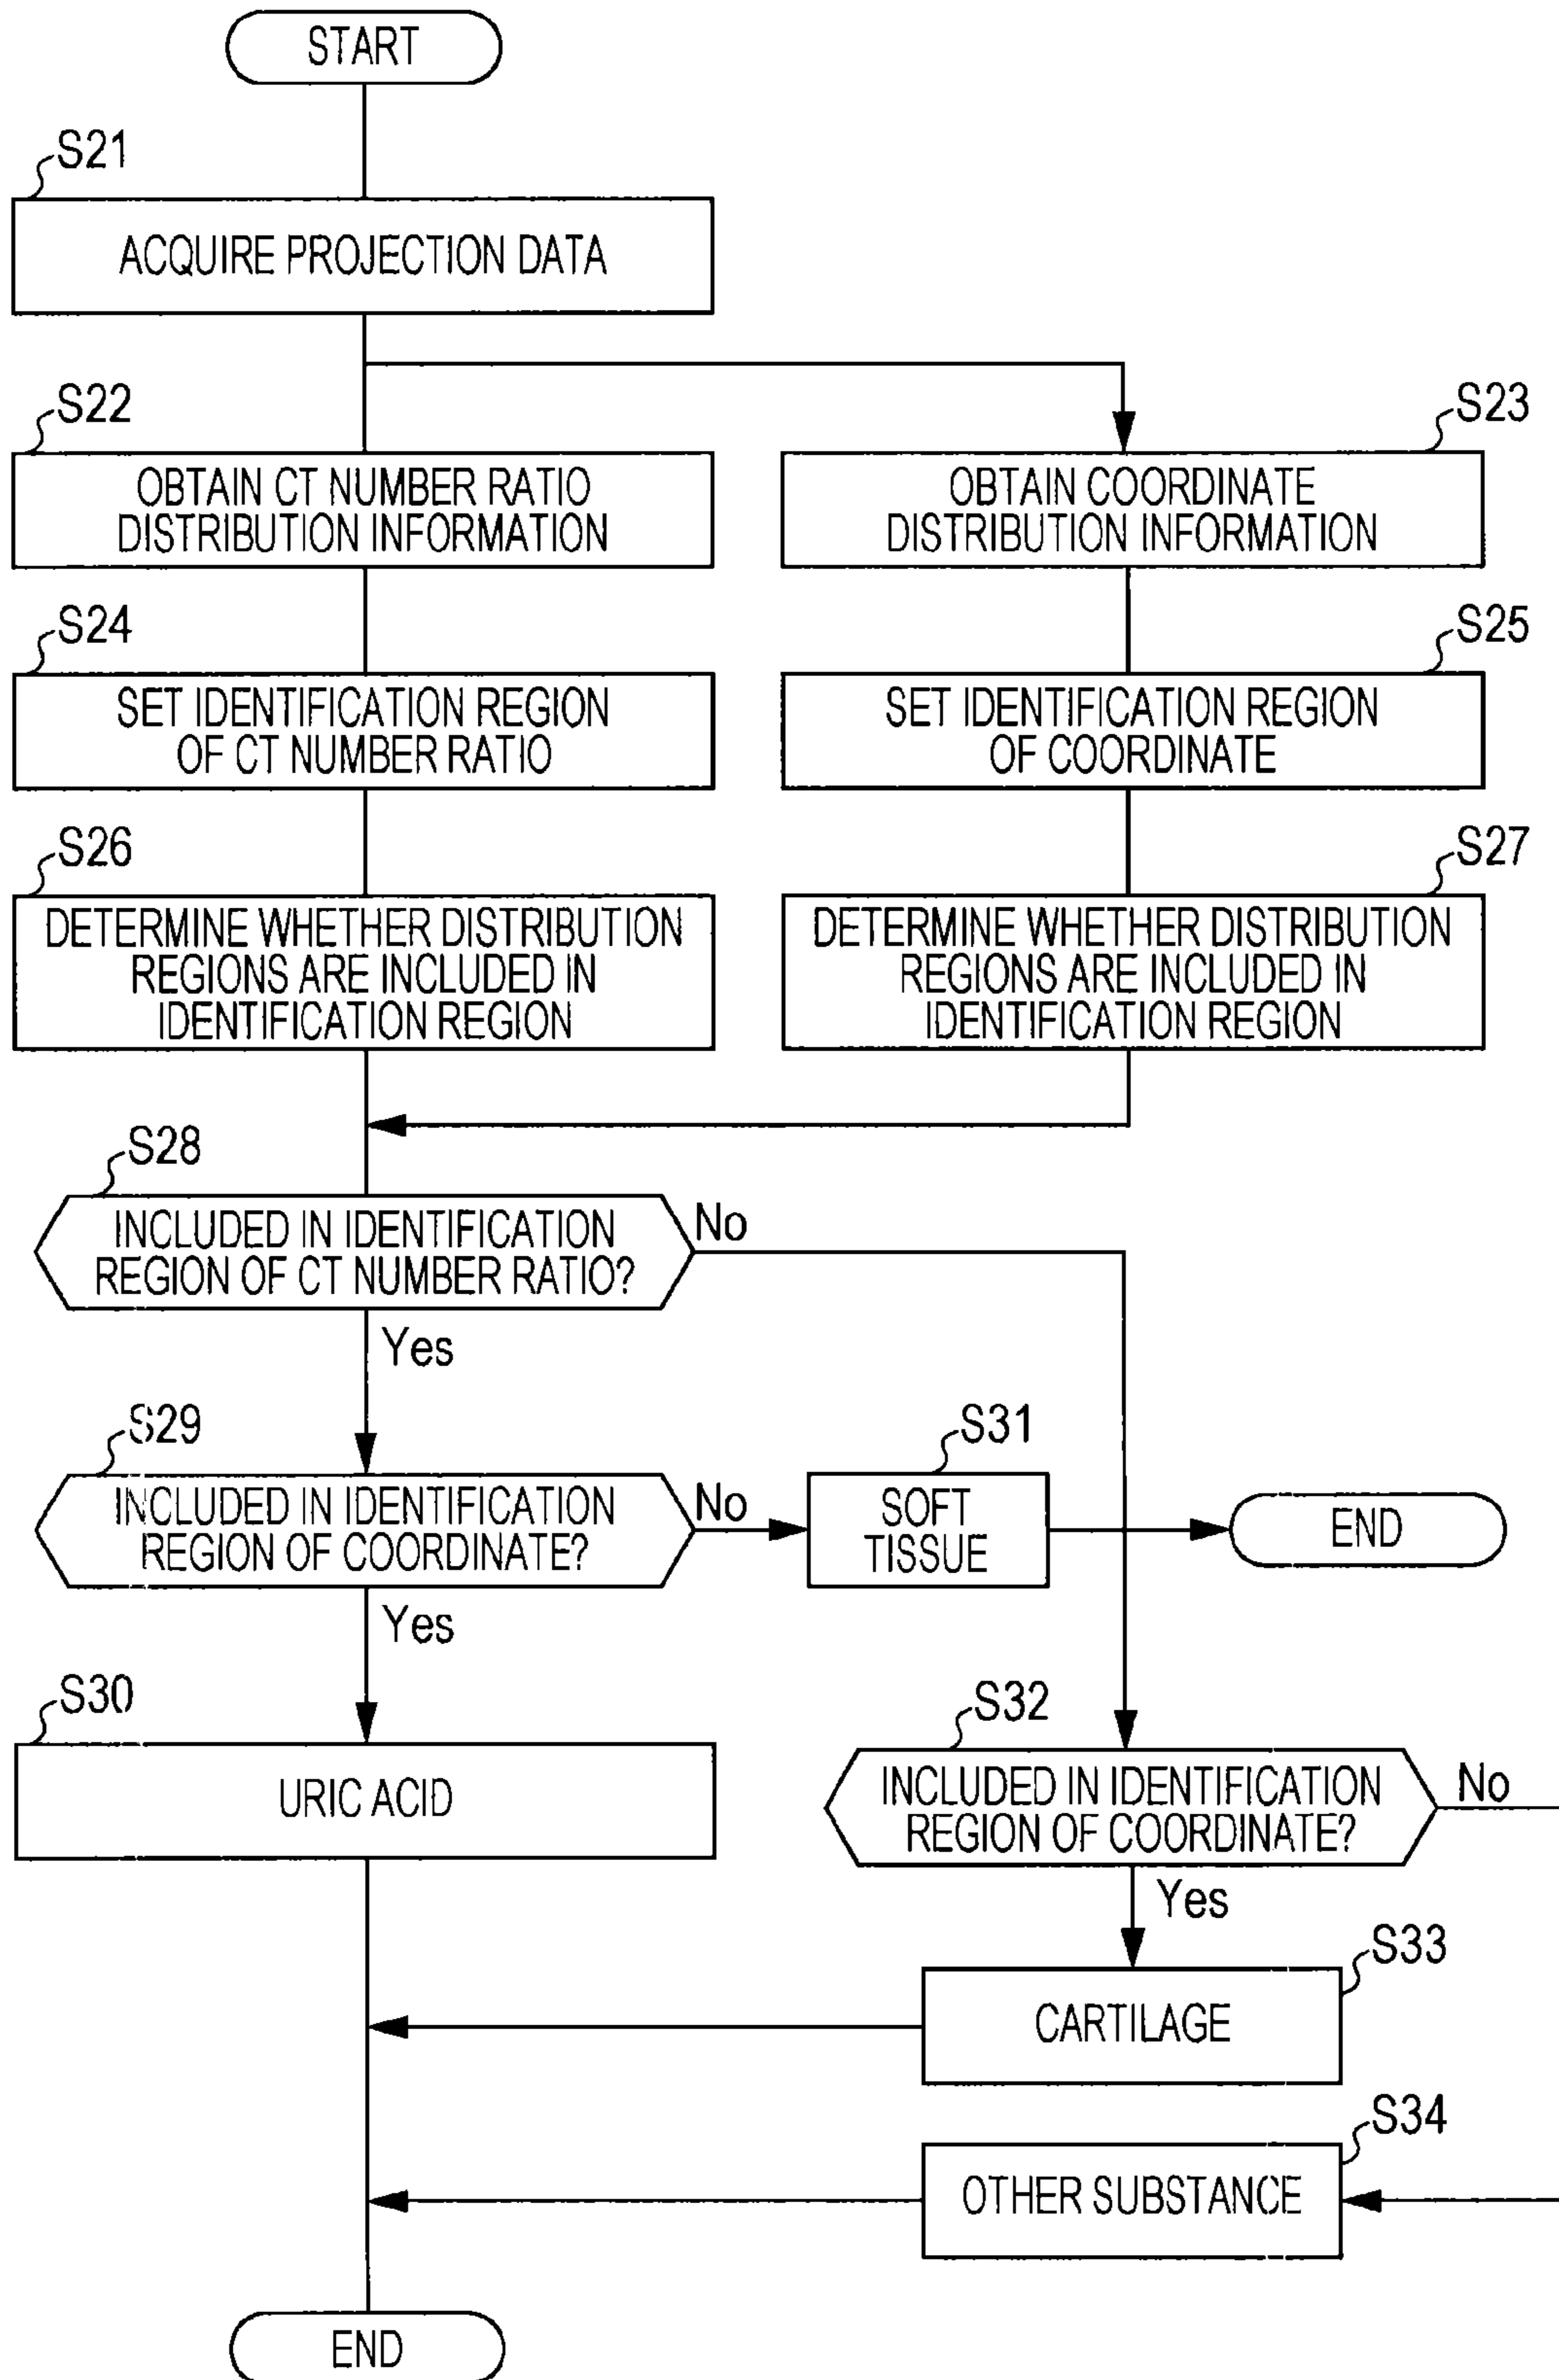 START
S21
ACQUIRE PROJECTION DATA
S22
OBTAIN CT NUMBER RATIO
DISTRIBUTION INFORMATION
S23
OBTAIN COORDINATE
DISTRIBUTION INFORMATION
S24
SET IDENTIFICATION REGION
OF CT NUMBER RATIO
S25
SET IDENTIFICATION REGION
OF COORDINATE
S26
DETERMINE WHETHER DISTRIBUTION
REGIONS ARE INCLUDED IN
IDENTIFICATION REGION
S27
DETERMINE WHETHER DISTRIBUTION
REGIONS ARE INCLUDED IN
IDENTIFICATION REGION
S28
INCLUDED IN IDENTIFICATION
REGION OF CT NUMBER RATIO?
No
Yes
S29
INCLUDED IN IDENTIFICATION
REGION OF COORDINATE?
No
S31
SOFT
TISSUE
END
Yes
S30
URIC ACID
S32
INCLUDED IN IDENTIFICATION
REGION OF COORDINATE?
No
Yes
S33
CARTILAGE
S34
OTHER SUBSTANCE
END